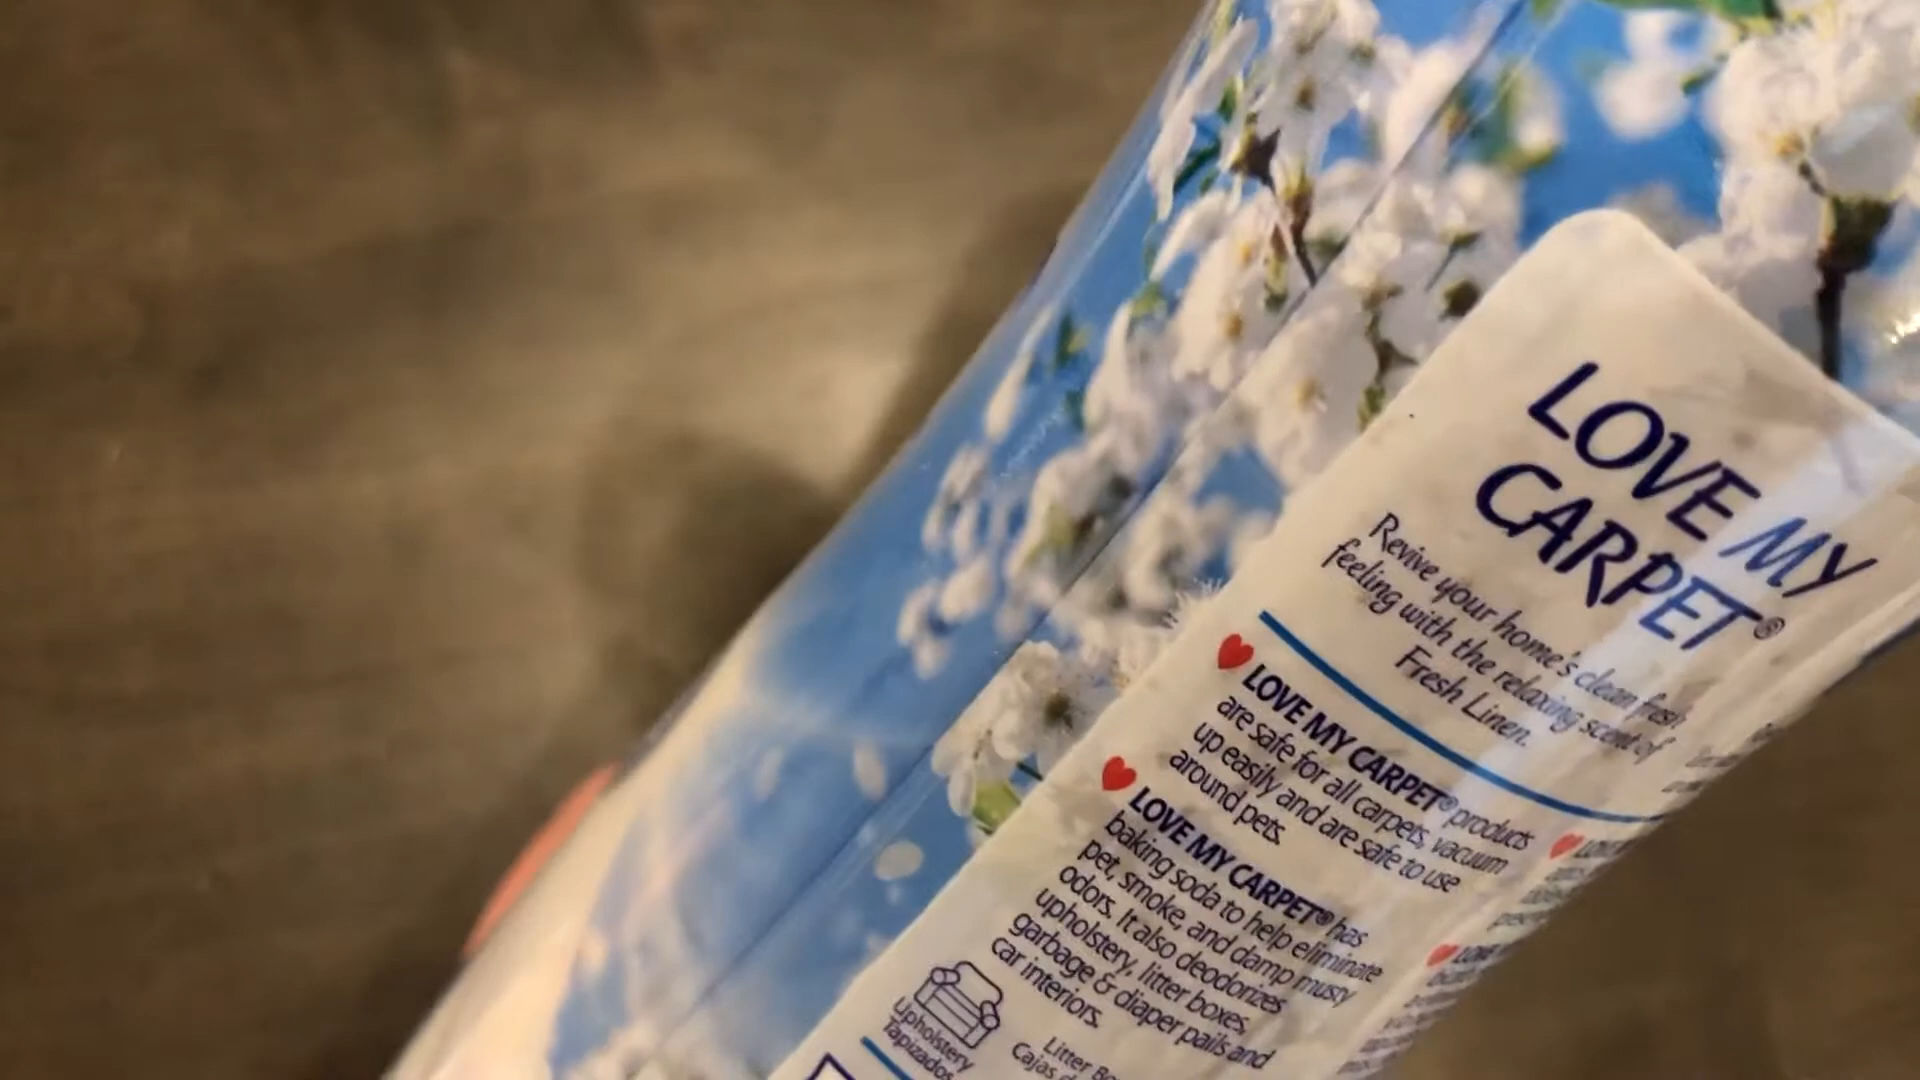 LOVE MY
CARPET®
Revive your home's clean fresh
feeling with the relaxing scent of
Fresh Linen.
LOVE MY CARPET® products
are safe for all carpets, vacuum
up easily and are safe to use
around pets.
LOVE MY CARPET® has
baking soda to help eliminate
pet, smoke, and damp musty
odors. It also deodorizes
upholstery, litter boxes,
garbage & diaper pails and
car interiors.
Upholstery
Tapizados
Litter
Cajas